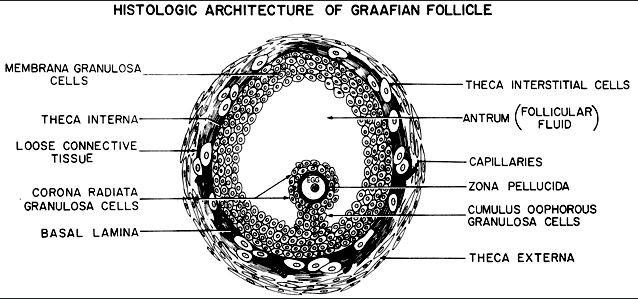 HISTOLOGIC ARCHITECTURE OF GRAAFIAN FOLLICLE
MEMBRANA GRANULOSA
CELLS
THECA INTERNA
LOOSE CONNECTIVE
TISSUE
CORONA RADIATA
GRANULOSA CELLS
BASAL LAMINA
EGG
THECA INTERSTITIAL CELLS
ANTRUM (FOLLICULAR)
FLUID
CAPILLARIES
ZONA PELLUCIDA
CUMULUS OOPHOROUS
GRANULOSA CELLS
THECA EXTERNA